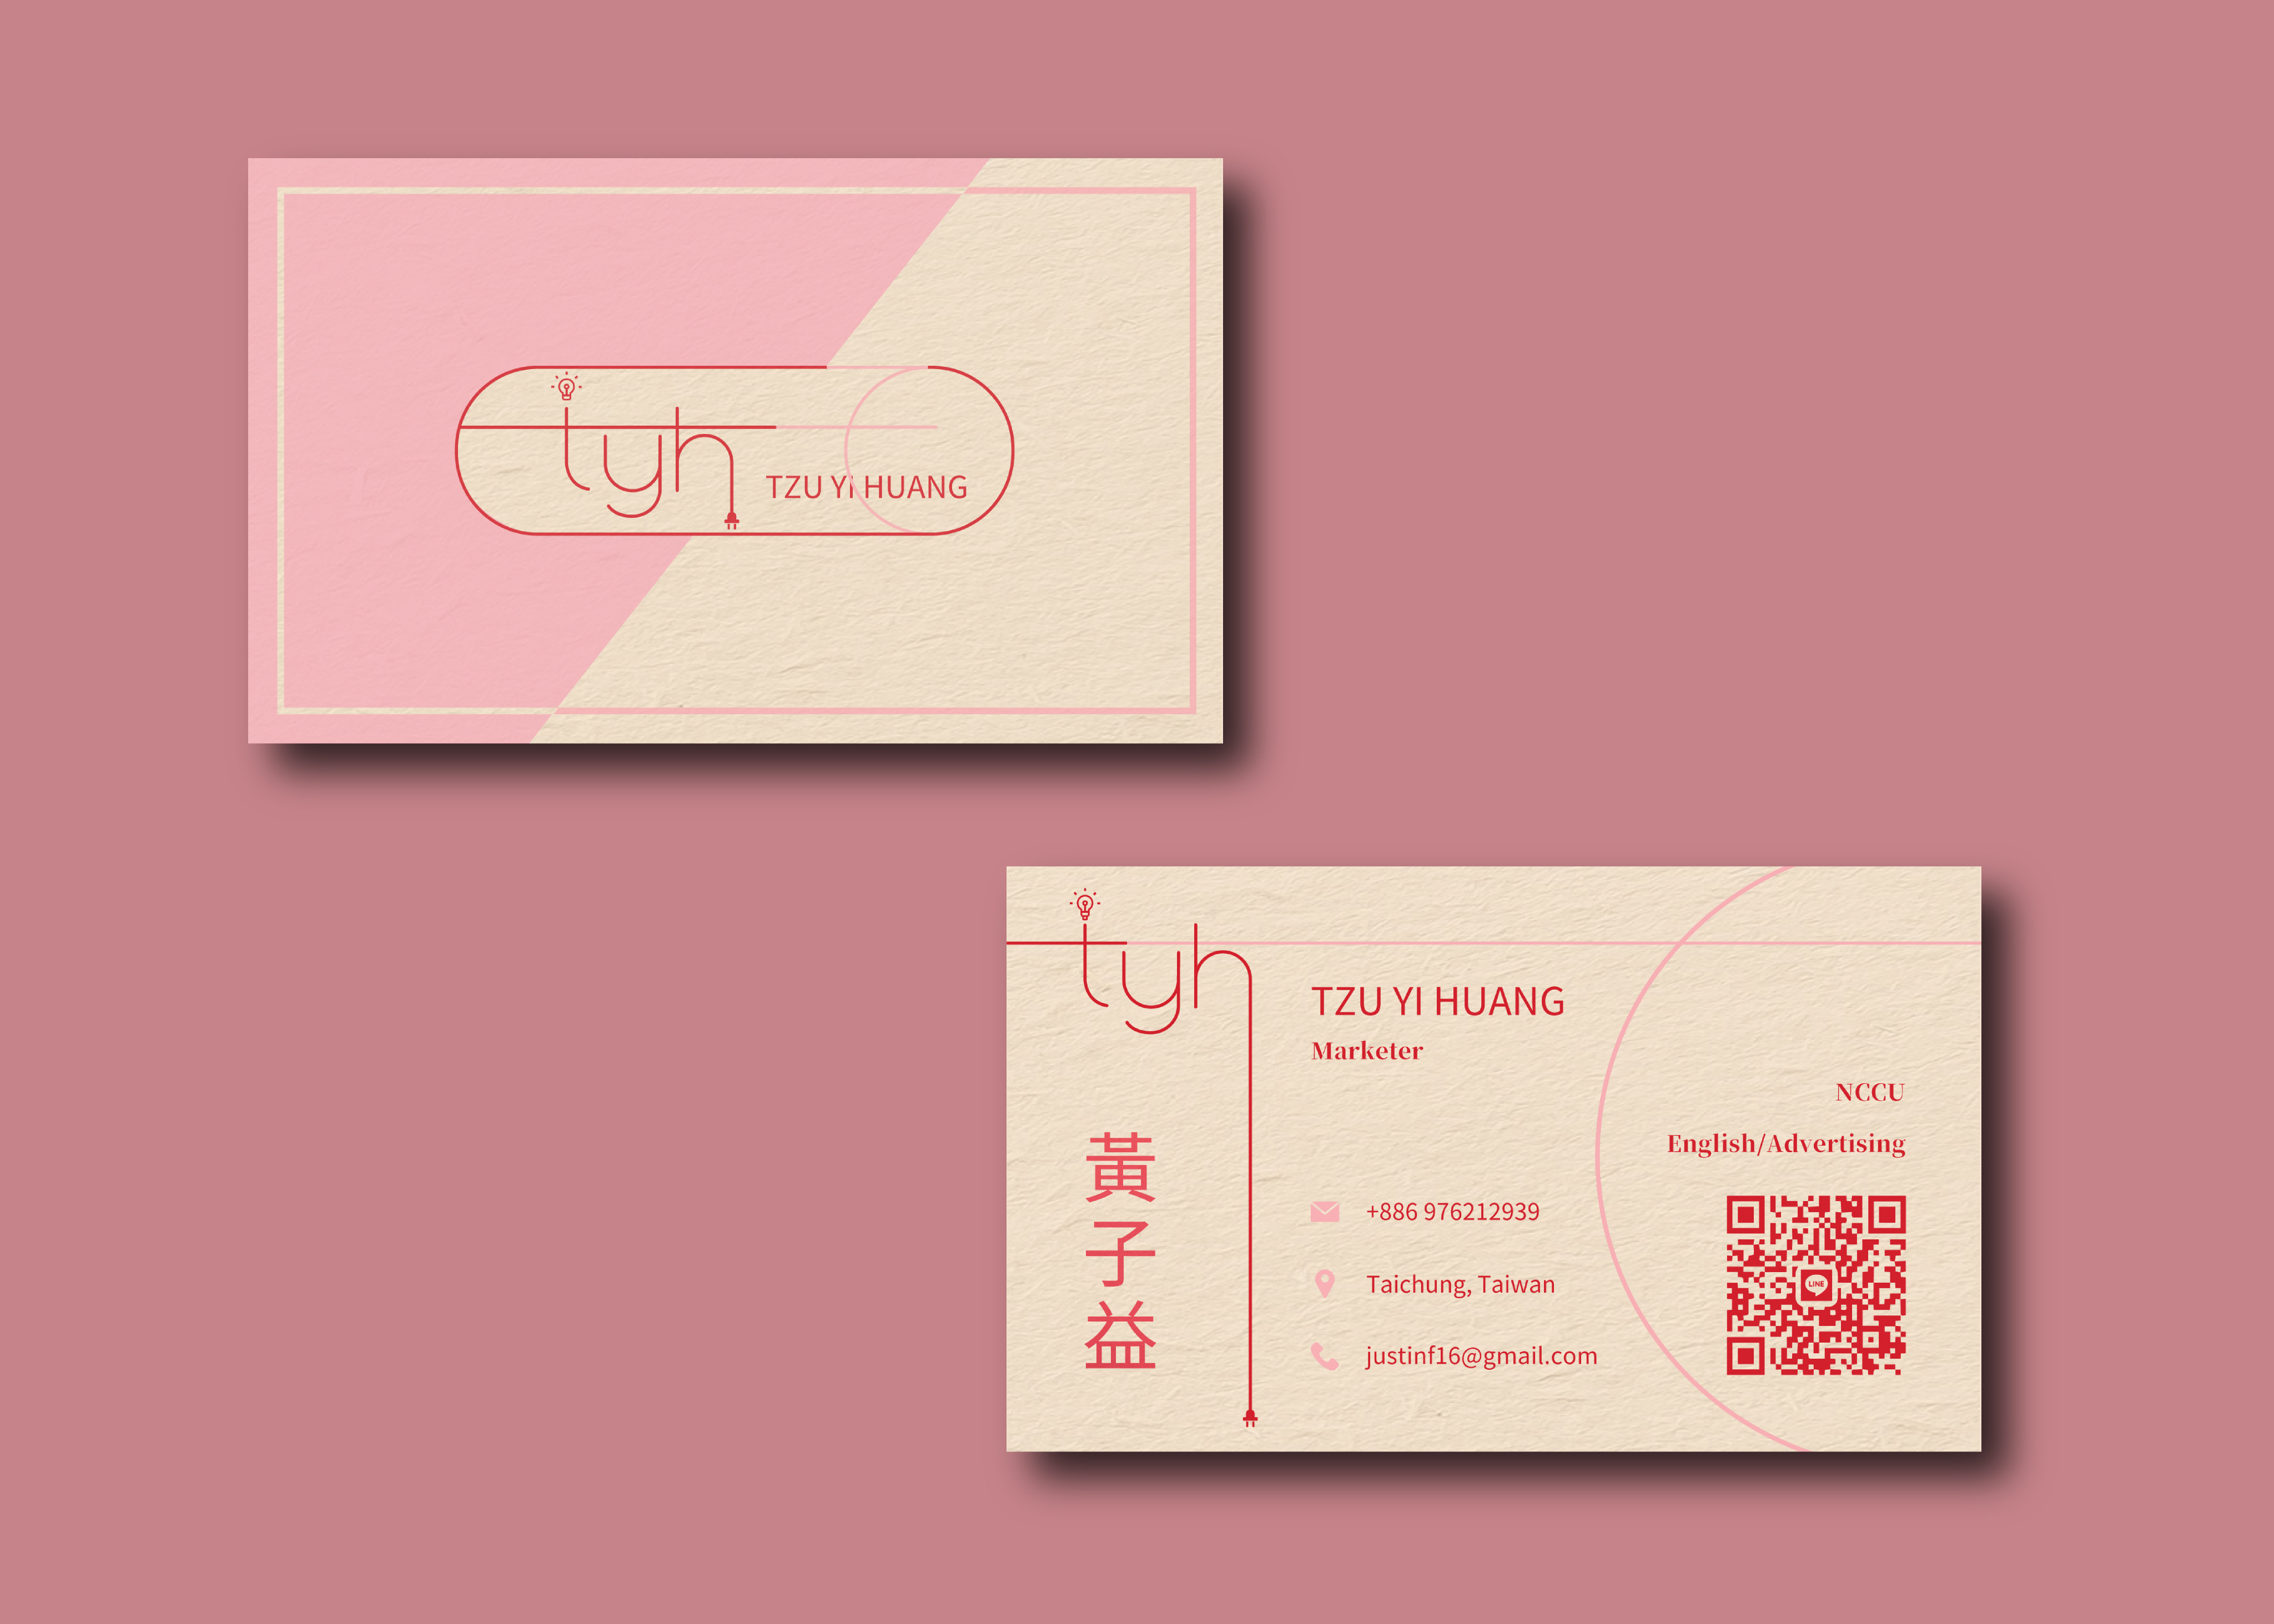 tyh
TZU YI HUANG
tyh
TZU YI HUANG
Marketer
NCCU
English/Advertising
黃子益
+886 976212939
Taichung, Taiwan
justinf16@gmail.com
LINE